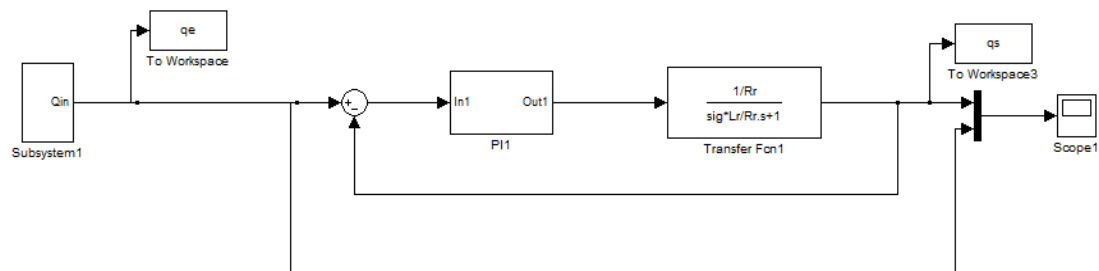 qe
To Workspace
qs
To Workspace3
Qin
Subsystem1
+
−
In1
Out1
PI1
1/Rr
sig*Lr/Rr.s+1
Transfer Fcn1
Scope1